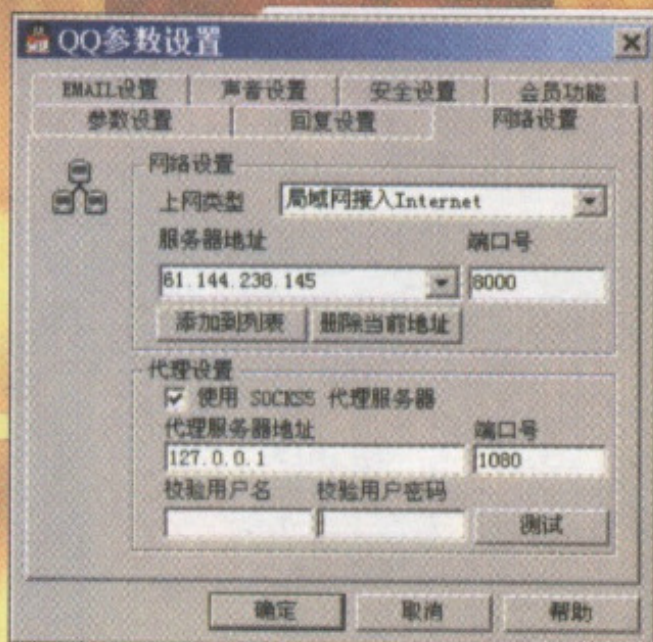 QQ参数设置
EMAIL设置 声音设置 安全设置 会员功能
参数设置 回复设置 网络设置
网络设置
上网类型 局域网接入Internet
服务器地址 端口号
61.144.238.145 8000
添加到列表 删除当前地址
代理设置
使用 SOCKS5 代理服务器
代理服务器地址 端口号
127.0.0.1 1080
校验用户名 校验用户密码
测试
确定 取消 帮助